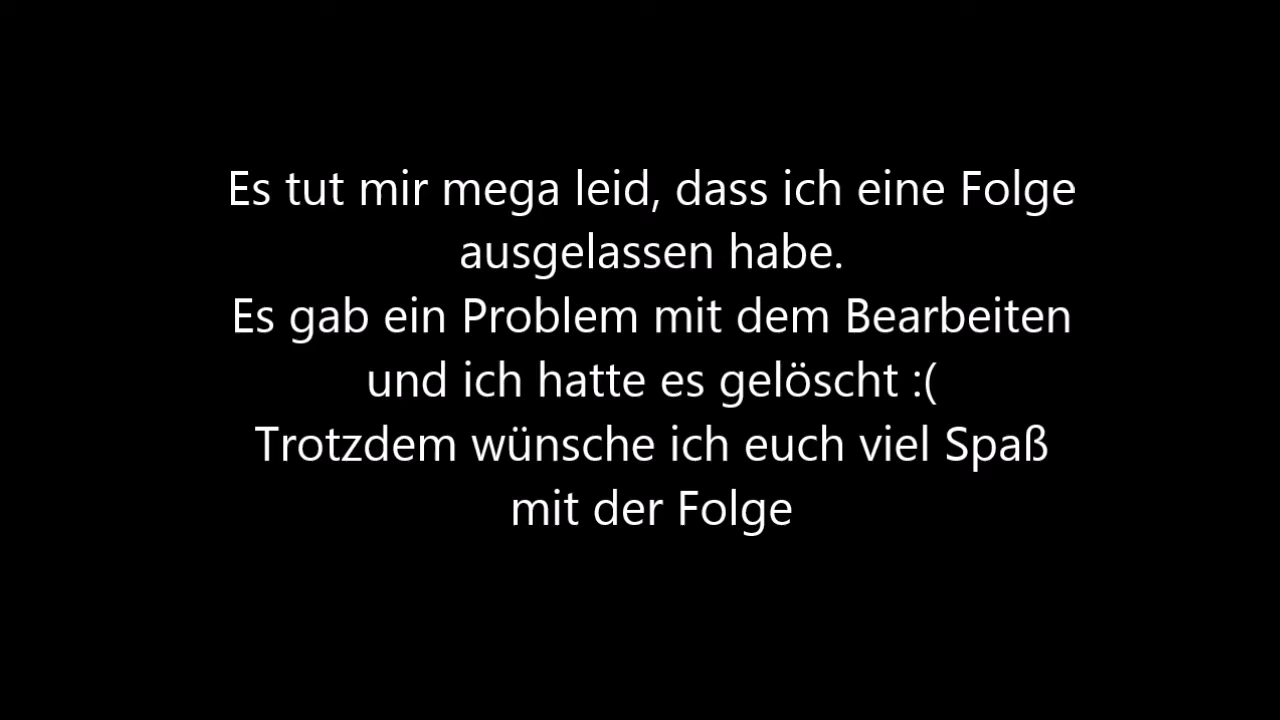 Es tut mir mega leid, dass ich eine Folge
ausgelassen habe.
Es gab ein Problem mit dem Bearbeiten
und ich hatte es gelöscht :(
Trotzdem wünsche ich euch viel Spaß
mit der Folge